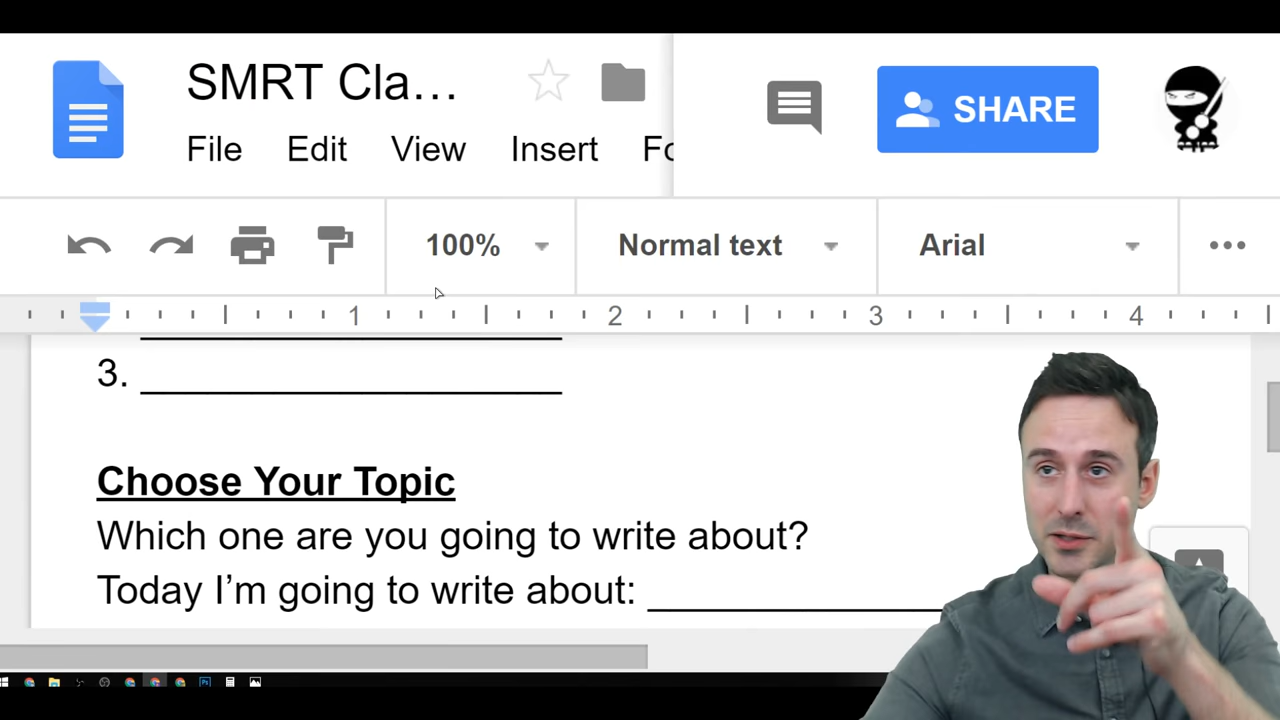 SMRT Cla...
SHARE
File Edit View Insert Fo
100% Normal text Arial
1 2 3 4
3. ______________________
Choose Your Topic
Which one are you going to write about?
Today I'm going to write about: ________________